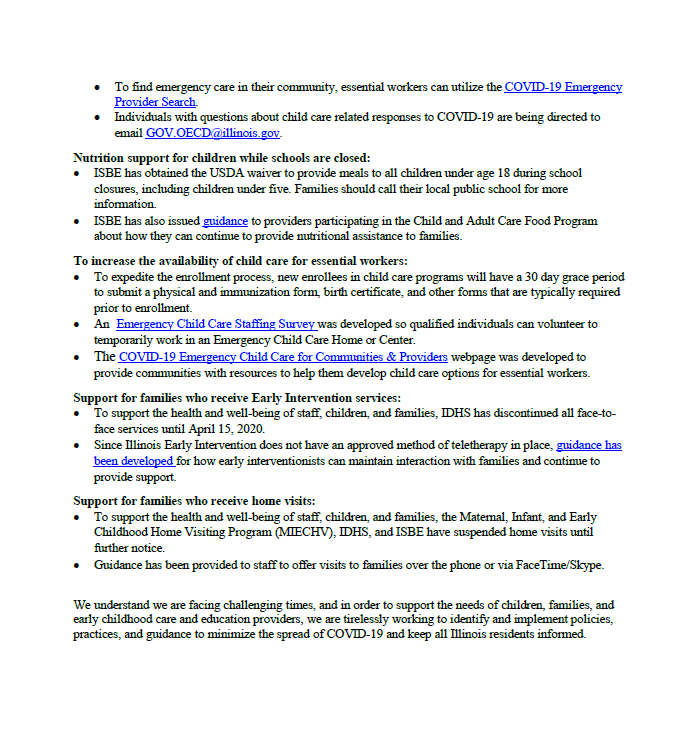 • To find emergency care in their community, essential workers can utilize the COVID-19 Emergency
Provider Search.
• Individuals with questions about child care related responses to COVID-19 are being directed to
email GOV.OECD@illinois.gov.
Nutrition support for children while schools are closed:
• ISBE has obtained the USDA waiver to provide meals to all children under age 18 during school
closures, including children under five. Families should call their local public school for more
information.
• ISBE has also issued guidance to providers participating in the Child and Adult Care Food Program
about how they can continue to provide nutritional assistance to families.
To increase the availability of child care for essential workers:
• To expedite the enrollment process, new enrollees in child care programs will have a 30 day grace period
to submit a physical and immunization form, birth certificate, and other forms that are typically required
prior to enrollment.
• An Emergency Child Care Staffing Survey was developed so qualified individuals can volunteer to
temporarily work in an Emergency Child Care Home or Center.
• The COVID-19 Emergency Child Care for Communities & Providers webpage was developed to
provide communities with resources to help them develop child care options for essential workers.
Support for families who receive Early Intervention services:
• To support the health and well-being of staff, children, and families, IDHS has discontinued all face-to-
face services until April 15, 2020.
• Since Illinois Early Intervention does not have an approved method of teletherapy in place, guidance has
been developed for how early interventionists can maintain interaction with families and continue to
provide support.
Support for families who receive home visits:
• To support the health and well-being of staff, children, and families, the Maternal, Infant, and Early
Childhood Home Visiting Program (MIECHV), IDHS, and ISBE have suspended home visits until
further notice.
• Guidance has been provided to staff to offer visits to families over the phone or via FaceTime/Skype.
We understand we are facing challenging times, and in order to support the needs of children, families, and
early childhood care and education providers, we are tirelessly working to identify and implement policies,
practices, and guidance to minimize the spread of COVID-19 and keep all Illinois residents informed.